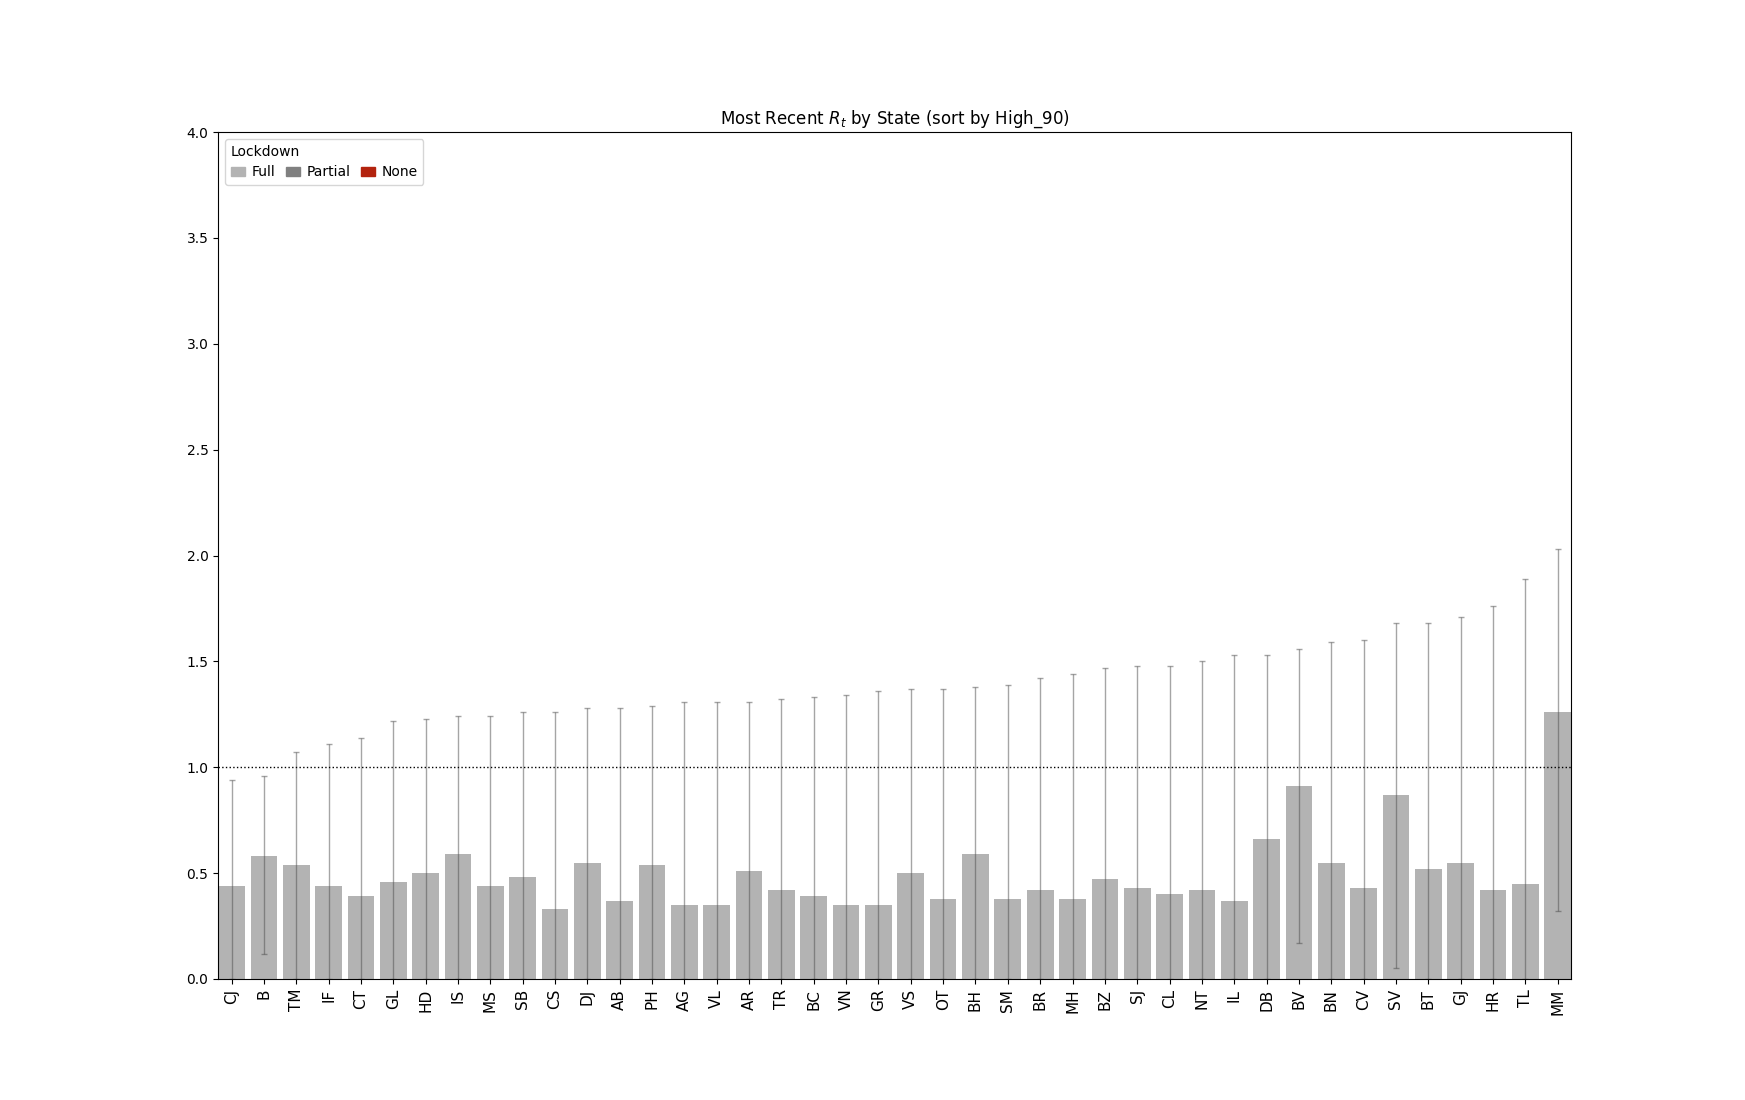 Most Recent R_t by State (sort by High_90)
Lockdown
Full Partial None
4.0
3.5
3.0
2.5
2.0
1.5
1.0
0.5
0.0
CJ B TM IF CT GL HD IS MS SB CS DJ AB PH AG VL AR TR BC VN GR VS OT BH SM BR MH BZ SJ CL NT IL DB BV BN CV SV BT GJ HR TL MM